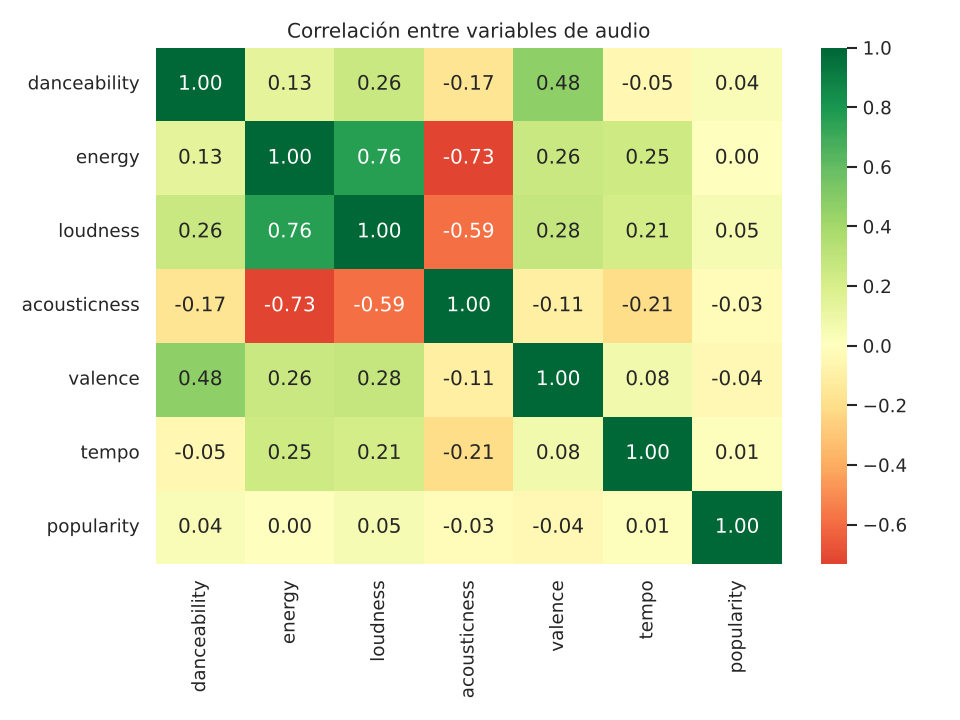 Correlación entre variables de audio
danceability 1.00 0.13 0.26 -0.17 0.48 -0.05 0.04
energy 0.13 1.00 0.76 -0.73 0.26 0.25 0.00
loudness 0.26 0.76 1.00 -0.59 0.28 0.21 0.05
acousticness -0.17 -0.73 -0.59 1.00 -0.11 -0.21 -0.03
valence 0.48 0.26 0.28 -0.11 1.00 0.08 -0.04
tempo -0.05 0.25 0.21 -0.21 0.08 1.00 0.01
popularity 0.04 0.00 0.05 -0.03 -0.04 0.01 1.00
danceability
energy
loudness
acousticness
valence
tempo
popularity
1.0
0.8
0.6
0.4
0.2
0.0
−0.2
−0.4
−0.6